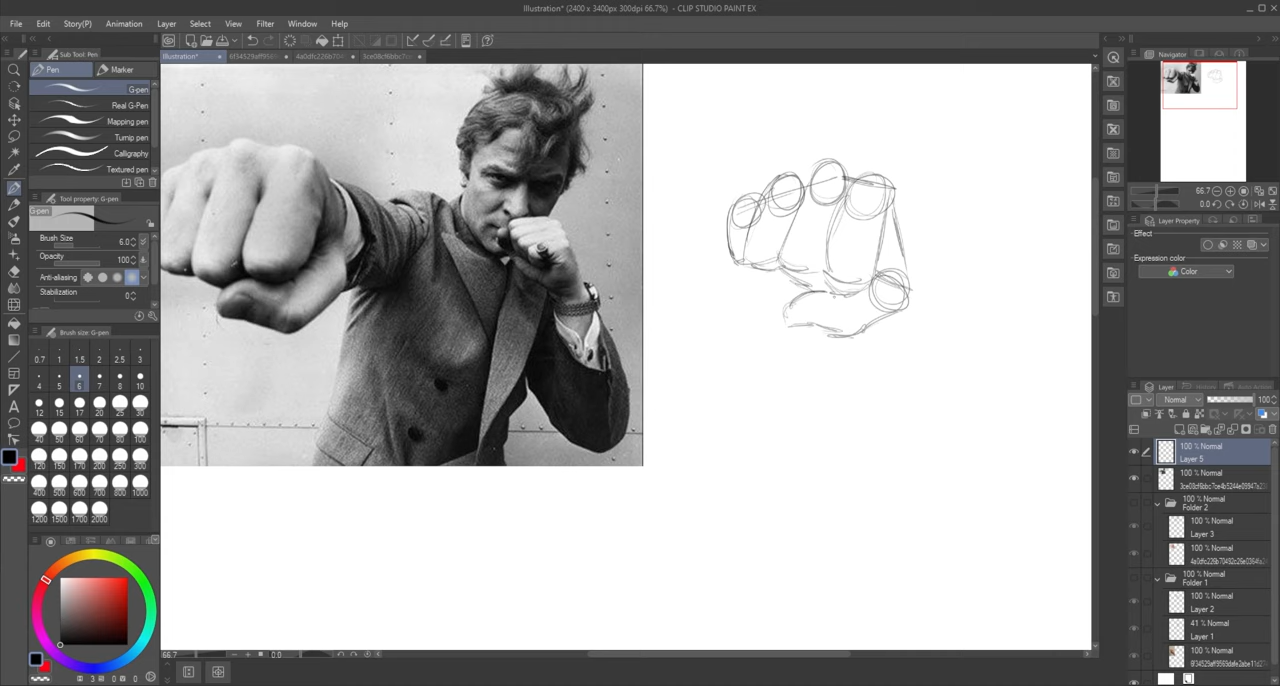 Illustration* (2400 x 3400px 300dpi 66.7%) - CLIP STUDIO PAINT EX
File Edit Story(P) Animation Layer Select View Filter Window Help
Sub Tool: Pen
Pen Marker
G-pen
Real G-Pen
Mapping pen
Turnip pen
Calligraphy
Textured pen
Tool property: G-pen
G-pen
Brush Size 6.0
Opacity 100
Anti-aliasing
Stabilization 0
Brush size: G-pen
0.7 1 1.5 2 2.5 3
4 5 6 7 8 10
12 15 17 20 25 30
40 50 60 70 80 100
120 150 170 200 250 300
400 500 600 700 800 1000
1200 1500 1700 2000
3 0 0
Illustration*
66.7 0.0
Navigator
66.7
0.0
Layer Property
Effect
Expression color
Color
Layer
Normal 100
100 % Normal
Layer 5
100 % Normal
100 % Normal
Folder 2
100 % Normal
Layer 3
100 % Normal
100 % Normal
Folder 1
100 % Normal
Layer 2
41 % Normal
Layer 1
100 % Normal